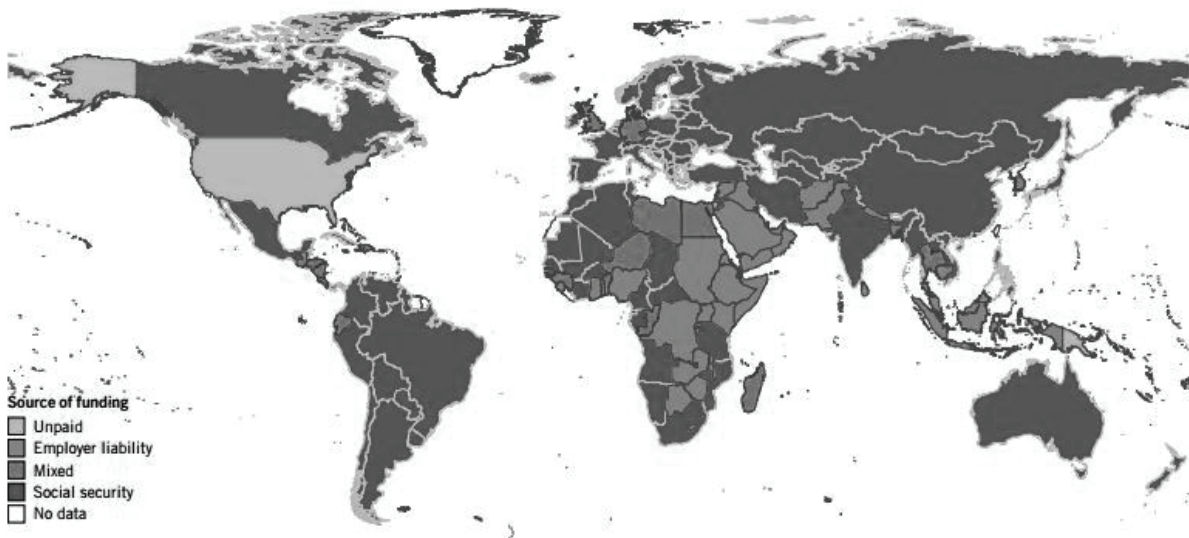 Source of funding
Unpaid
Employer liability
Mixed
Social security
No data